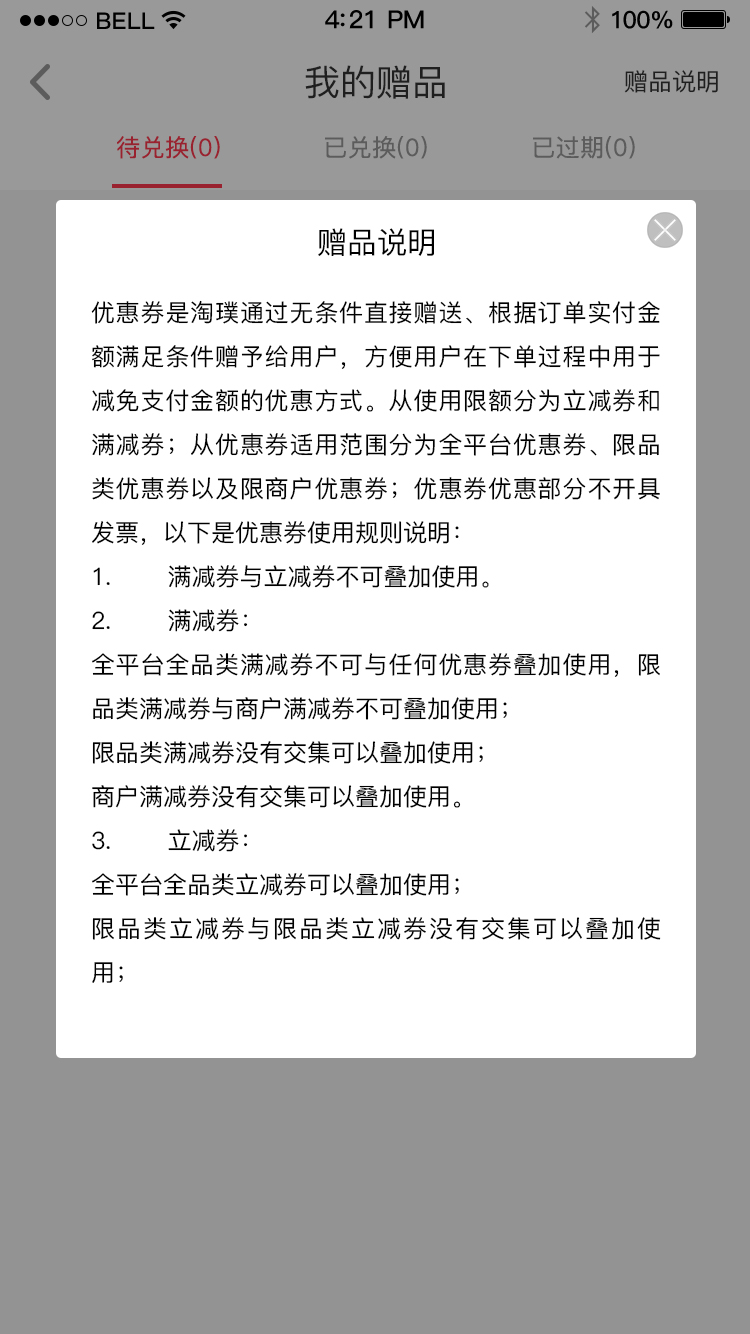 BELL 4:21 PM 100%
我的赠品 赠品说明
待兑换(0) 已兑换(0) 已过期(0)
赠品说明
优惠券是淘璞通过无条件直接赠送、根据订单实付金
额满足条件赠予给用户，方便用户在下单过程中用于
减免支付金额的优惠方式。从使用限额分为立减券和
满减券；从优惠券适用范围分为全平台优惠券、限品
类优惠券以及限商户优惠券；优惠券优惠部分不开具
发票，以下是优惠券使用规则说明：
1. 满减券与立减券不可叠加使用。
2. 满减券：
全平台全品类满减券不可与任何优惠券叠加使用，限
品类满减券与商户满减券不可叠加使用；
限品类满减券没有交集可以叠加使用；
商户满减券没有交集可以叠加使用。
3. 立减券：
全平台全品类立减券可以叠加使用；
限品类立减券与限品类立减券没有交集可以叠加使
用；